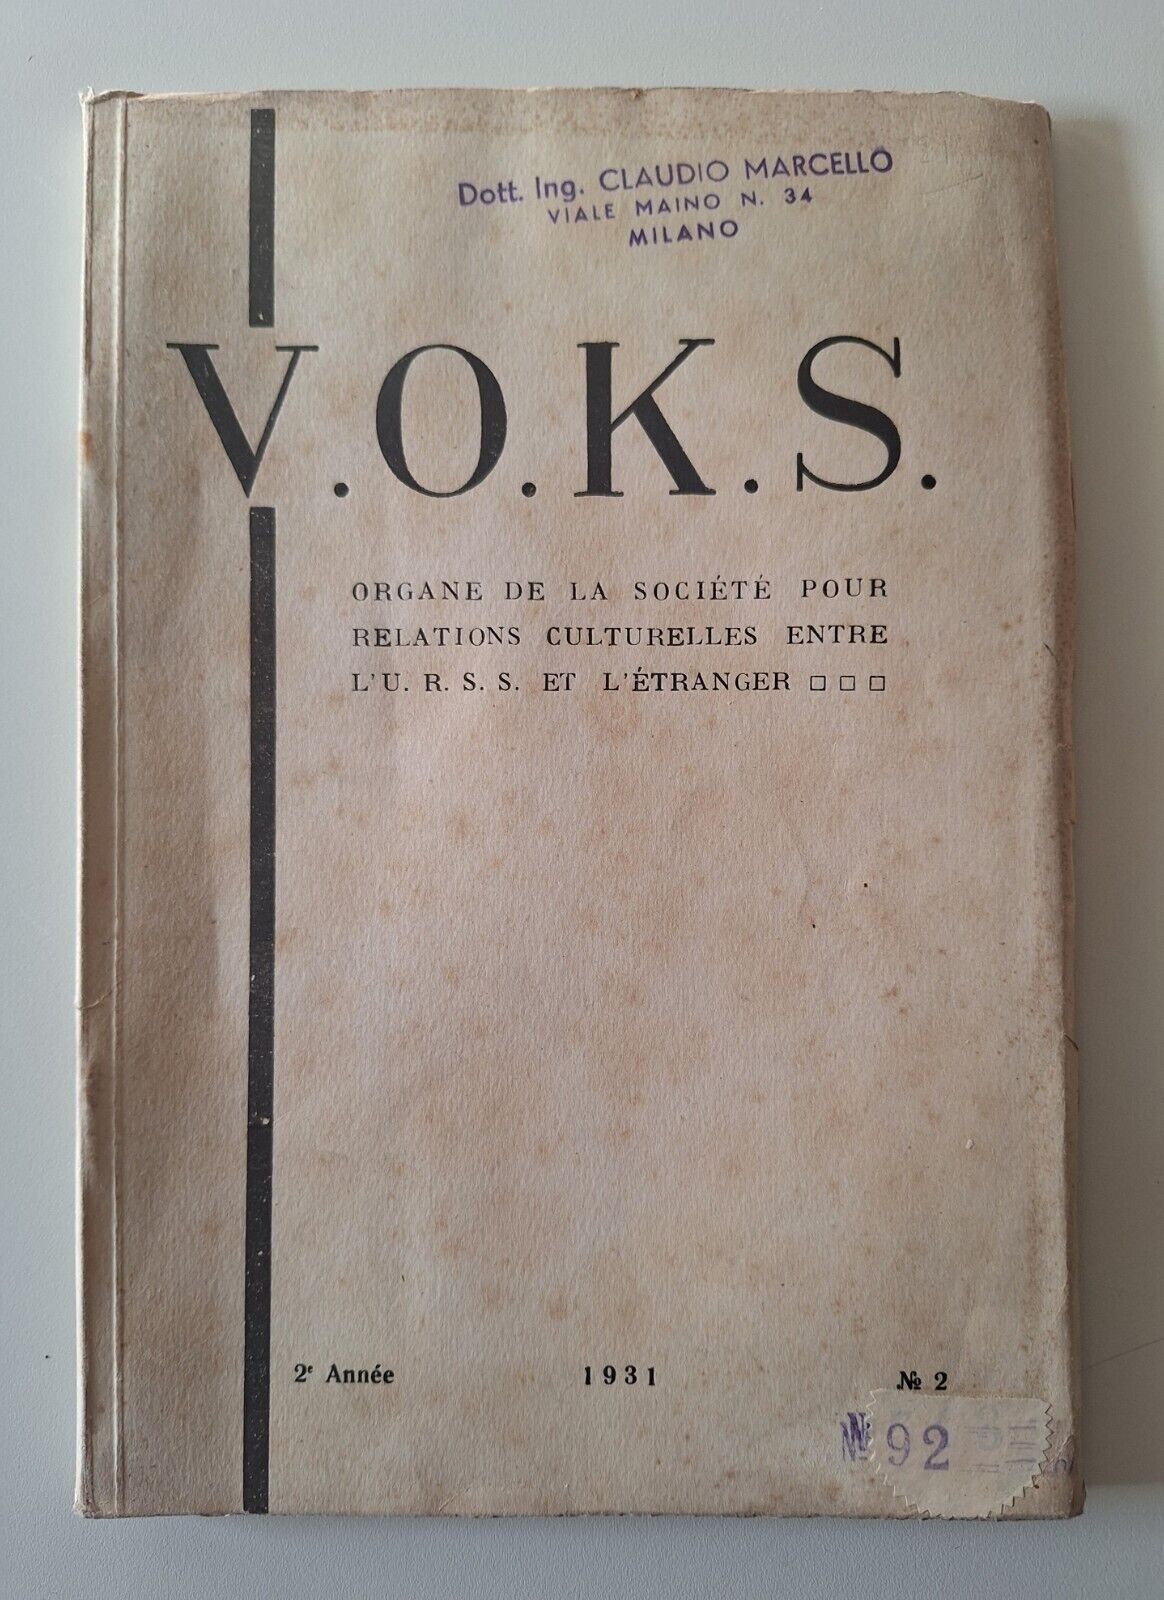 Dott. Ing. CLAUDIO MARCELLO
VIALE MAINO N. 34
MILANO
V.O.K.S.
ORGANE DE LA SOCIÉTÉ POUR
RELATIONS CULTURELLES ENTRE
L'U. R. S. S. ET L'ÉTRANGER □ □ □
2e Année 1931 № 2
№ 92